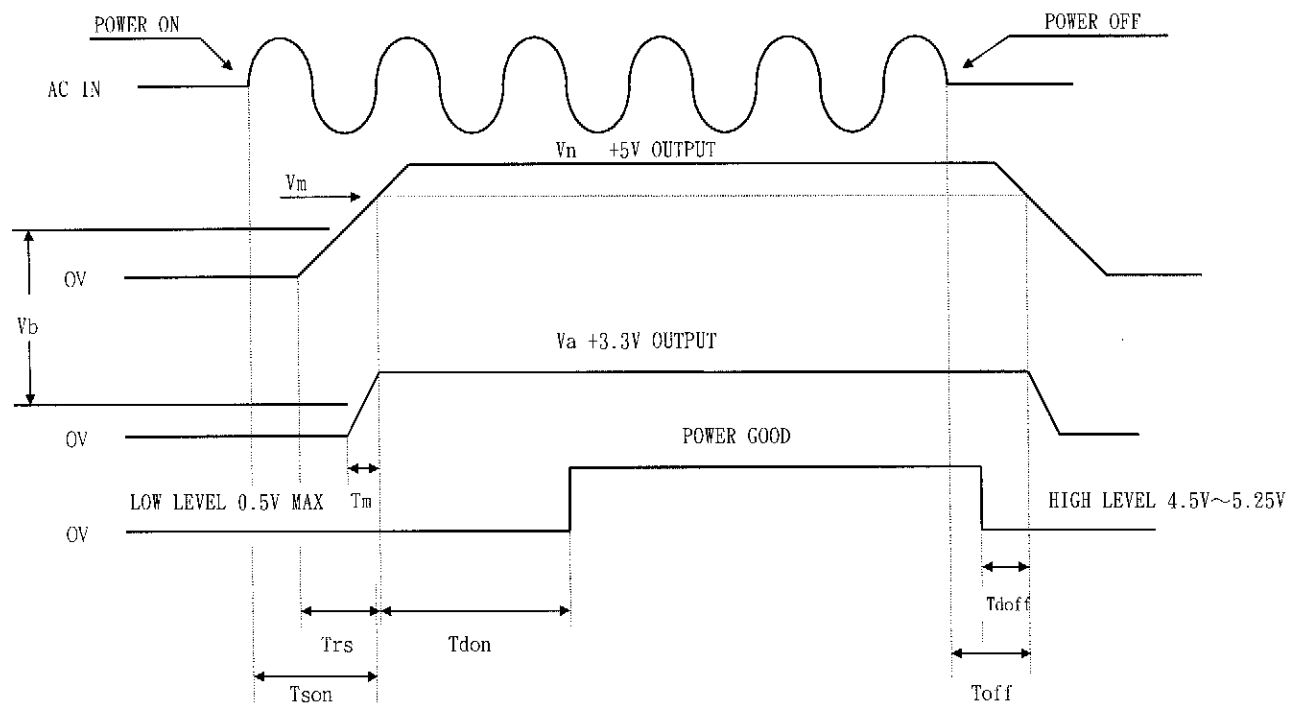 POWER ON
POWER OFF
AC IN
Vn +5V OUTPUT
Vm
0V
Vb
Va +3.3V OUTPUT
0V
POWER GOOD
LOW LEVEL 0.5V MAX
Tm
HIGH LEVEL 4.5V～5.25V
0V
Tdoff
Trs
Tdon
Tson
Toff